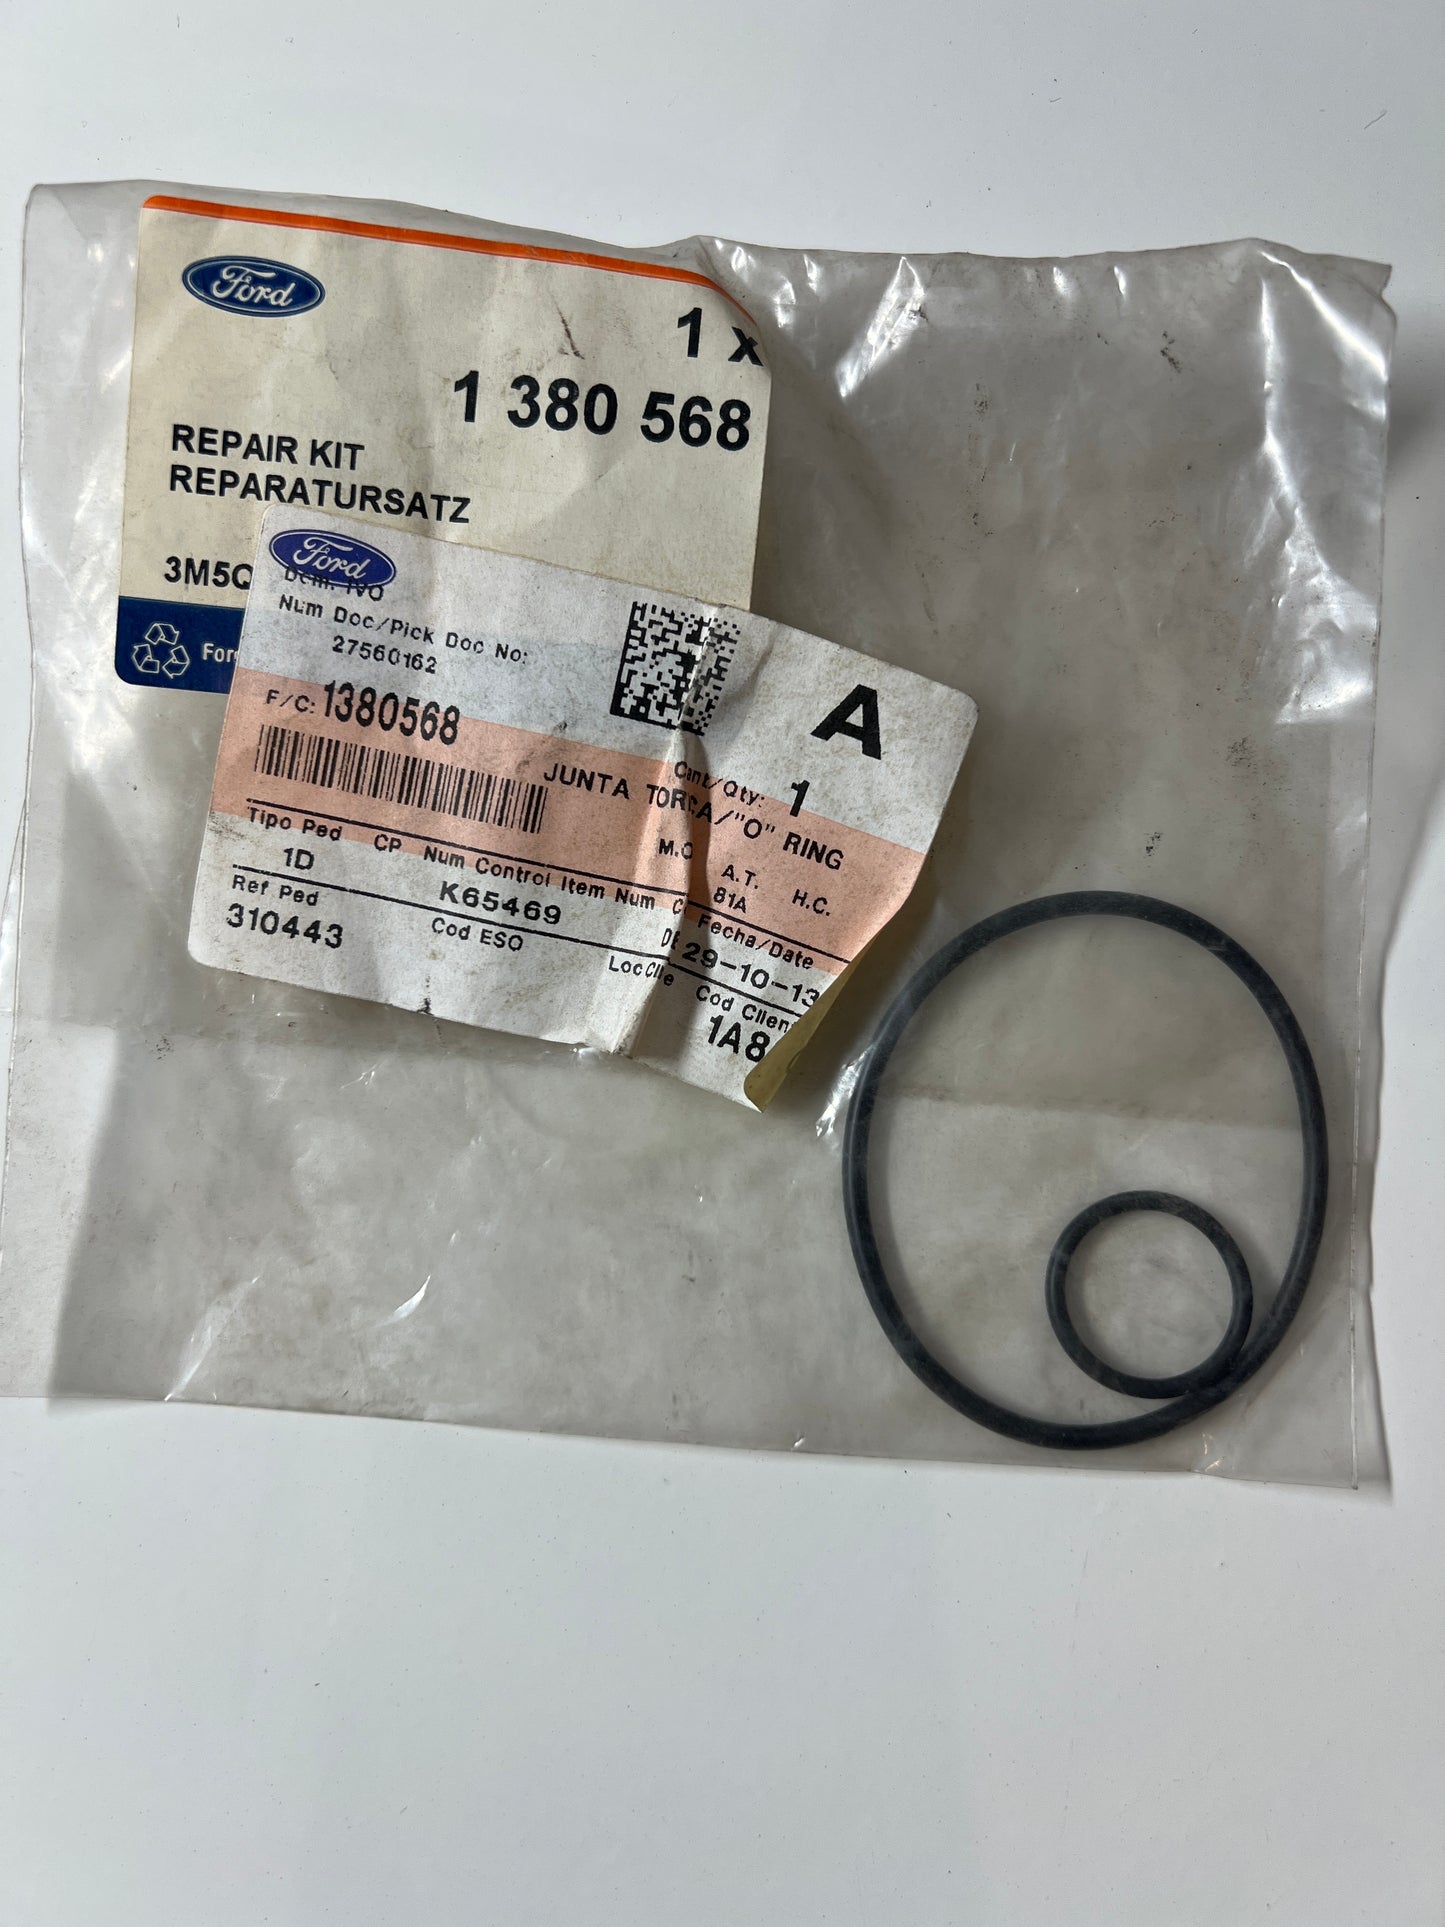 Ford
1 x
1 380 568
REPAIR KIT
REPARATURSATZ
3M5Q
Ford
Dcm. IVO
Num Doc/Pick Doc No:
27560162
A
F/C: 1380568
Cant/Qty: 1
JUNTA TORCA/"O" RING
M.O A.T. H.C.
81A
Tipo Ped CP Num Control Item Num
1D K65469
Fecha/Date
29-10-13
Ref Ped Cod ESO Loc Clie Cod Clien
310443 1A8